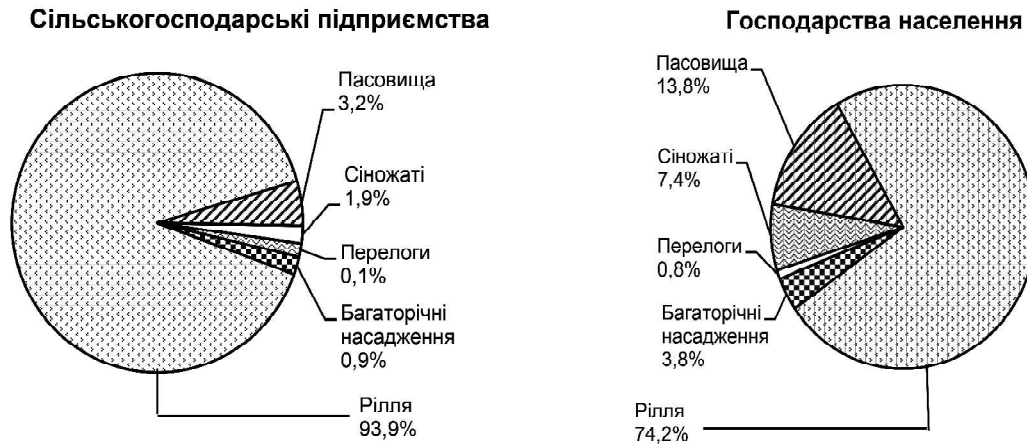 Сільськогосподарські підприємства
Пасовища
3,2%
Сіножаті
1,9%
Перелоги
0,1%
Багаторічні
насадження
0,9%
Рілля
93,9%
Господарства населення
Пасовища
13,8%
Сіножаті
7,4%
Перелоги
0,8%
Багаторічні
насадження
3,8%
Рілля
74,2%